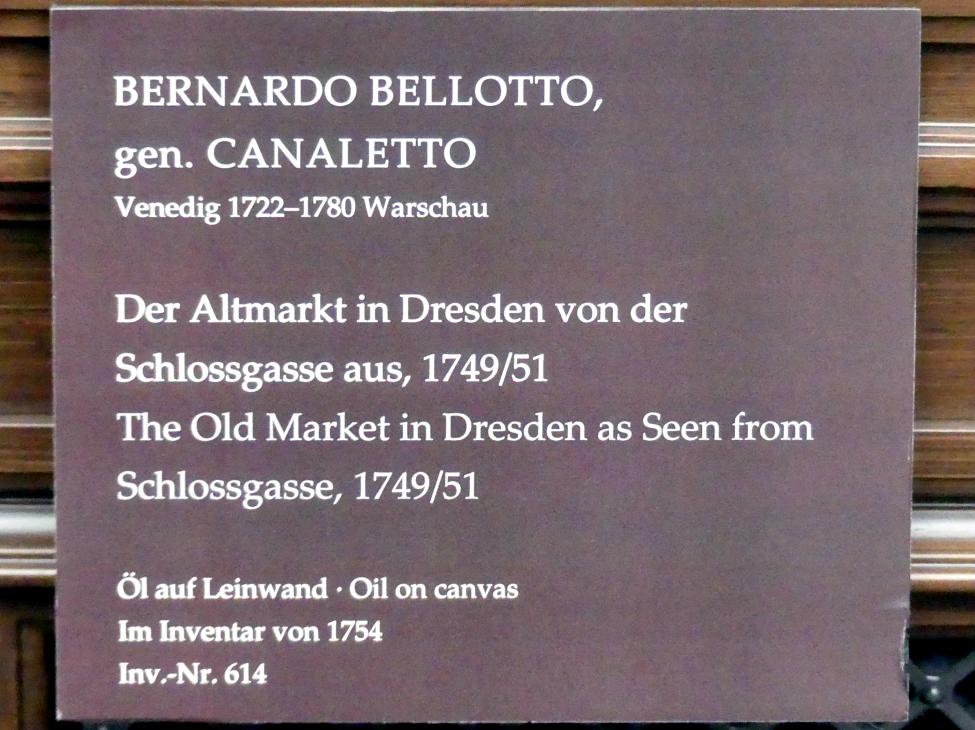 BERNARDO BELLOTTO,
gen. CANALETTO
Venedig 1722–1780 Warschau
Der Altmarkt in Dresden von der
Schlossgasse aus, 1749/51
The Old Market in Dresden as Seen from
Schlossgasse, 1749/51
Öl auf Leinwand · Oil on canvas
Im Inventar von 1754
Inv.-Nr. 614